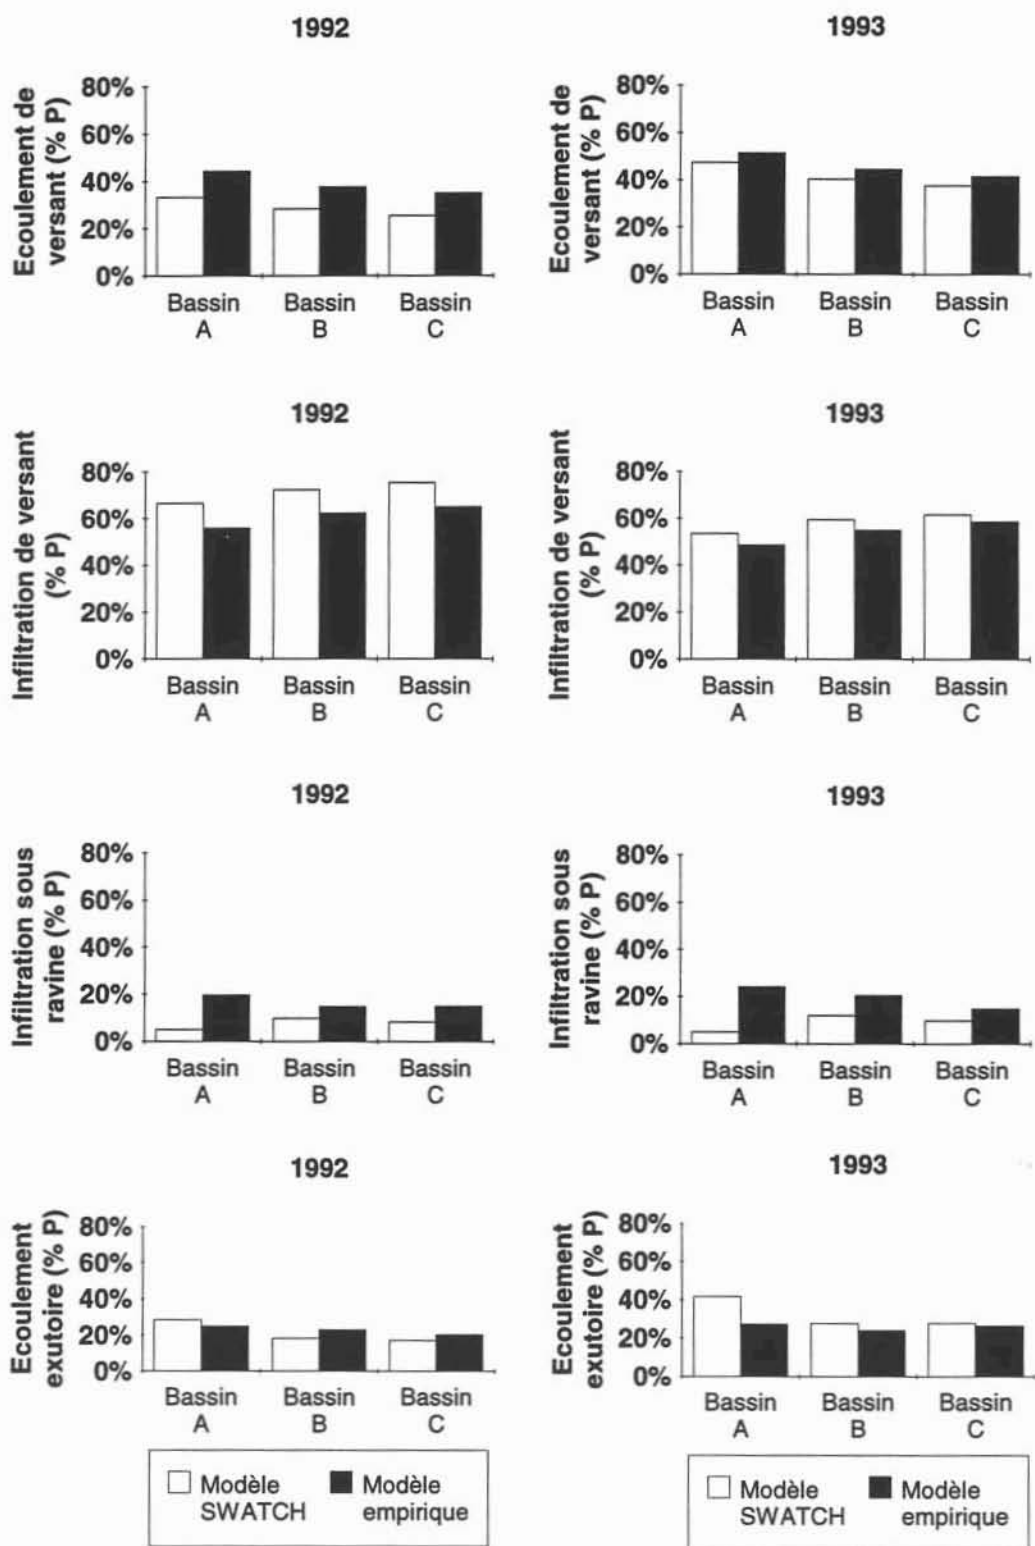 1992
Ecoulement de
versant (% P)
80%
60%
40%
20%
0%
Bassin
A
Bassin
B
Bassin
C
1993
Ecoulement de
versant (% P)
80%
60%
40%
20%
0%
Bassin
A
Bassin
B
Bassin
C
1992
Infiltration de versant
(% P)
80%
60%
40%
20%
0%
Bassin
A
Bassin
B
Bassin
C
1993
Infiltration de versant
(% P)
80%
60%
40%
20%
0%
Bassin
A
Bassin
B
Bassin
C
1992
Infiltration sous
ravine (% P)
80%
60%
40%
20%
0%
Bassin
A
Bassin
B
Bassin
C
1993
Infiltration sous
ravine (% P)
80%
60%
40%
20%
0%
Bassin
A
Bassin
B
Bassin
C
1992
Ecoulement
exutoire (% P)
80%
60%
40%
20%
0%
Bassin
A
Bassin
B
Bassin
C
1993
Ecoulement
exutoire (% P)
80%
60%
40%
20%
0%
Bassin
A
Bassin
B
Bassin
C
Modèle
SWATCH
Modèle
empirique
Modèle
SWATCH
Modèle
empirique